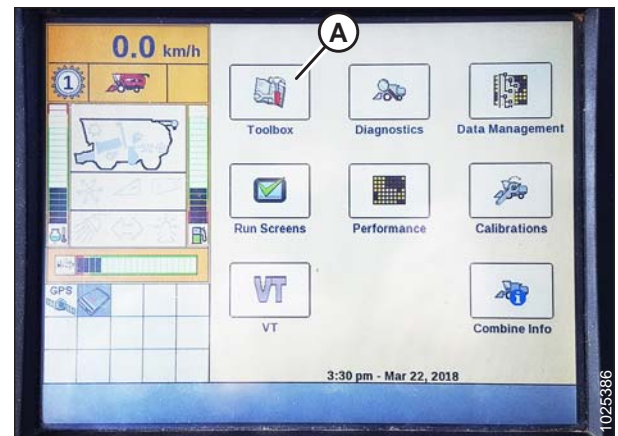 A
0.0 km/h
1
Toolbox
Diagnostics
Data Management
Run Screens
Performance
Calibrations
GPS
VT
VT
Combine Info
3:30 pm - Mar 22, 2018
1025386